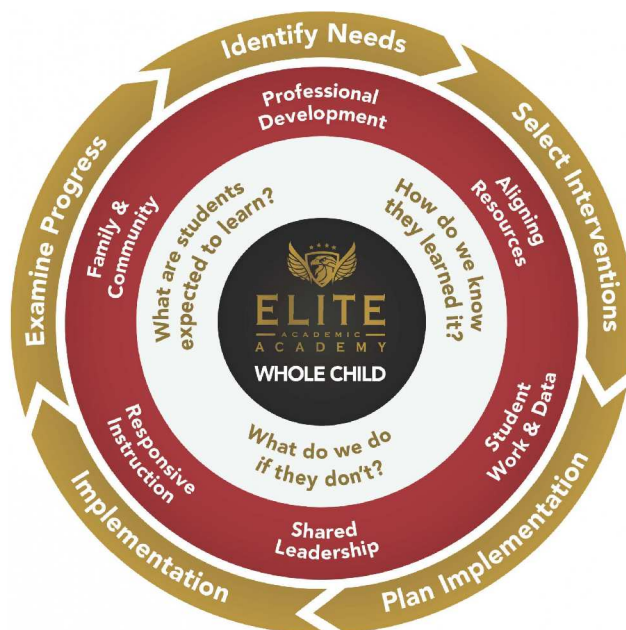 Identify Needs
Select Interventions
Plan Implementation
Implementation
Examine Progress
Professional
Development
Aligning
Resources
Student
Work & Data
Shared
Leadership
Responsive
Instruction
Family &
Community
What are students
expected to learn?
How do we know
they learned it?
What do we do
if they don't?
ELITE
ACADEMIC
ACADEMY
WHOLE CHILD